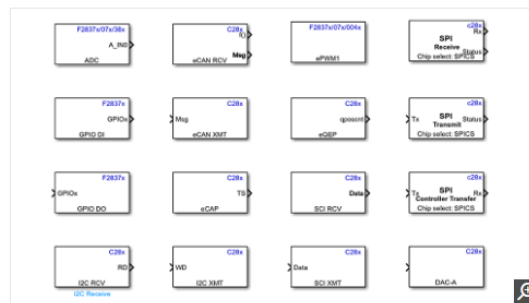 F2837x/07x/38x
A_IN0
ADC
C28x
f()
Msg
eCAN RCV
F2837x/07x/004x
ePWM1
c28x
Rx
SPI
Receive
Status
Chip select: SPICS
F2837x
GPIOx
GPIO DI
C28x
Msg
eCAN XMT
C28x
qposcnt
eQEP
c28x
SPI
Tx
Status
Transmit
Chip select: SPICS
F2837x
GPIOx
GPIO DO
C28x
TS
eCAP
C28x
Data
SCI RCV
c28x
SPI
Tx
Rx
Controller Transfer
Chip select: SPICS
C28x
RD
I2C RCV
I2C Receive
C28x
WD
I2C XMT
C28x
Data
SCI XMT
C28x
DAC-A